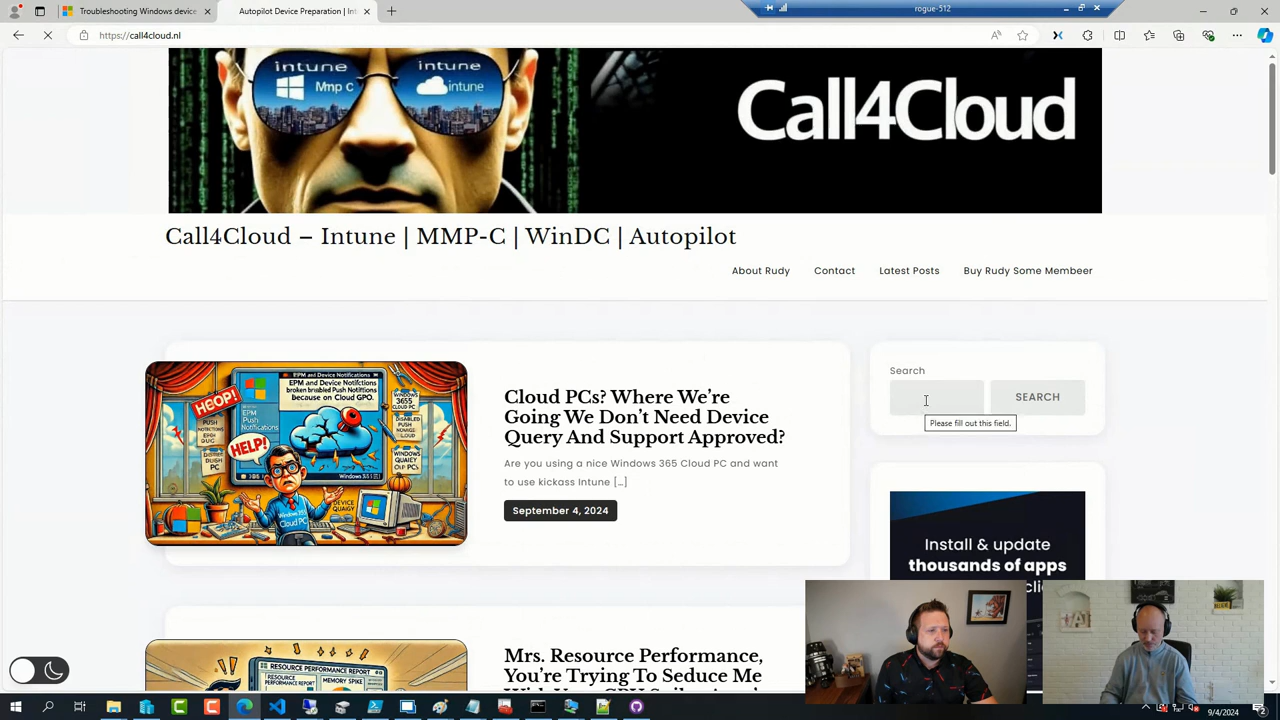 Troubleshooting Windows device
Autopilot Device Preparation | Int
rogue-512
https://call4cloud.nl
intune
intune
Mmp C
intune
Call4Cloud
Call4Cloud – Intune | MMP-C | WinDC | Autopilot
About Rudy
Contact
Latest Posts
Buy Rudy Some Membeer
HEOP!
HELP!
Cloud PCs? Where We’re
Going We Don’t Need Device
Query And Support Approved?
Are you using a nice Windows 365 Cloud PC and want
to use kickass Intune […]
September 4, 2024
Search
SEARCH
Please fill out this field.
Install & update
thousands of apps
RESOURCE PERFORMANCE REPORT
MEMORY SPIKE
Mrs. Resource Performance,
You’re Trying To Seduce Me
9/4/2024
2